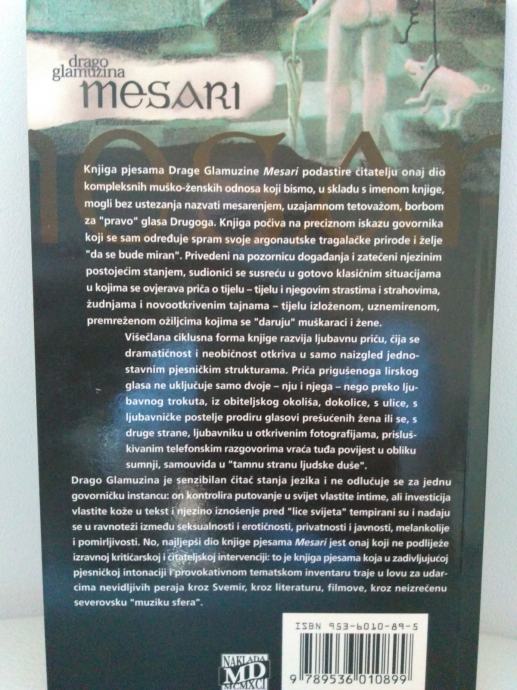 drago
glamuzina
mesari
mesar
Knjiga pjesama Drage Glamuzine Mesari podastire čitatelju onaj dio
kompleksnih muško-ženskih odnosa koji bismo, u skladu s imenom knjige,
mogli bez ustezanja nazvati mesarenjem, uzajamnom tetovažom, borbom
za "pravo" glasa Drugoga. Knjiga počiva na preciznom iskazu govornika
koji se sam određuje spram svoje argonautske tragalačke prirode i želje
"da se bude miran". Privedeni na pozornicu događanja i zatečeni njezinim
postojećim stanjem, sudionici se susreću u gotovo klasičnim situacijama
u kojima se ovjerava priča o tijelu – tijelu i njegovim strastima i strahovima,
žudnjama i novootkrivenim tajnama – tijelu izloženom, uznemirenom,
premreženom ožiljcima kojima se "daruju" muškaraci i žene.
Višečlana ciklusna forma knjige razvija ljubavnu priču, čija se
dramatičnost i neobičnost otkriva u samo naizgled jedno-
stavnim pjesničkim strukturama. Priča prigušenoga lirskog
glasa ne uključuje samo dvoje – nju i njega – nego preko lju-
bavnog trokuta, iz obiteljskog okoliša, dokolice, s ulice, s
ljubavničke postelje prodiru glasovi prešućenih žena ili se, s
druge strane, ljubavniku u otkrivenim fotografijama, prisluš-
kivanim telefonskim razgovorima vraća tuđa povijest u obliku
sumnji, samouvida u "tamnu stranu ljudske duše".
Drago Glamuzina je senzibilan čitač stanja jezika i ne odlučuje se za jednu
govorničku instancu: on kontrolira putovanje u svijet vlastite intime, ali investicija
vlastite kože u tekst i njezino iznošenje pred "lice svijeta" tempirani su i nadaju
se u ravnoteži između seksualnosti i erotičnosti, privatnosti i javnosti, melankolije
i pomirljivosti. No, najljepši dio knjige pjesama Mesari jest onaj koji ne podliježe
izravnoj kritičarskoj i čitateljskoj intervenciji: to je knjiga pjesama koja u zadivljujućoj
pjesničkoj intonaciji i provokativnom tematskom inventaru traje u lovu za udar-
cima nevidljivih peraja kroz Svemir, kroz literaturu, filmove, kroz neizrečenu
severovsku "muziku sfera".
ISBN 953-6010-89-5
NAKLADA
MD
MCMXCI
9 789536 010899